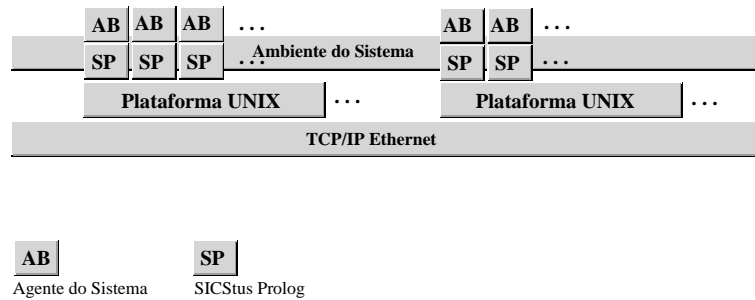 AB AB AB ... AB AB ...
Ambiente do Sistema
SP SP SP ... SP SP ...
Plataforma UNIX ... Plataforma UNIX ...
TCP/IP Ethernet
AB SP
Agente do Sistema SICStus Prolog